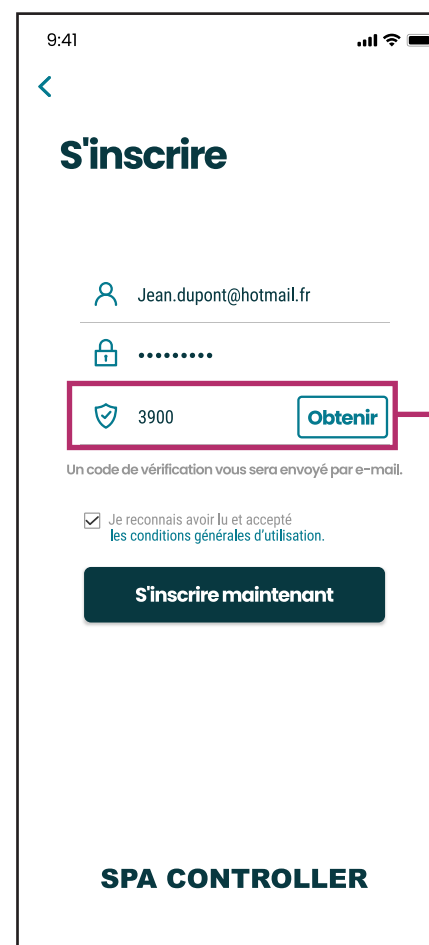 9:41
S'inscrire
Jean.dupont@hotmail.fr
•••••••••
3900 Obtenir
Un code de vérification vous sera envoyé par e-mail.
Je reconnais avoir lu et accepté
les conditions générales d'utilisation.
S'inscrire maintenant
SPA CONTROLLER